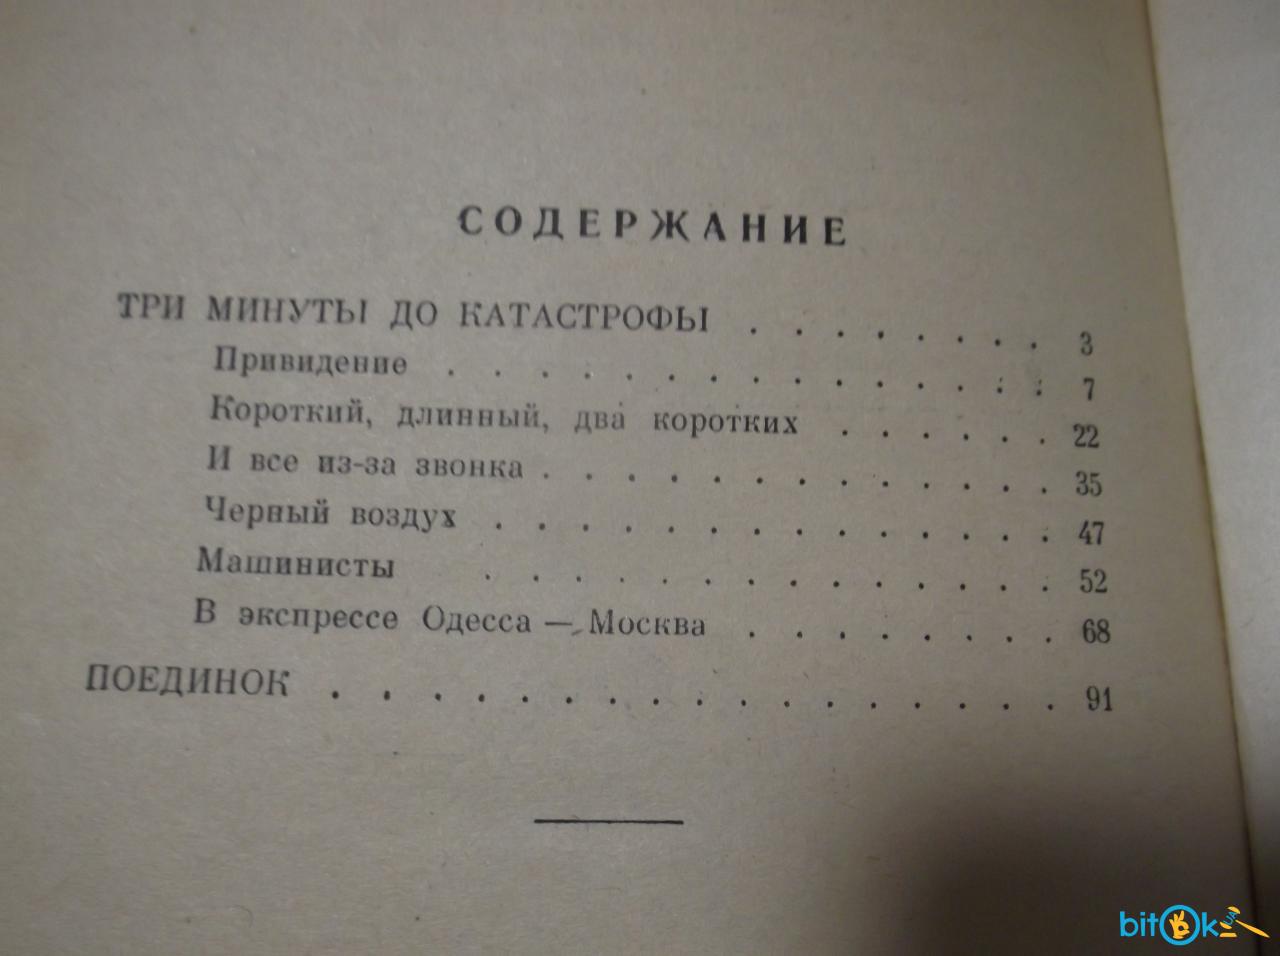 СОДЕРЖАНИЕ
ТРИ МИНУТЫ ДО КАТАСТРОФЫ . . . . . . . . 3
Привидение . . . . . . . . . . . . . . . 7
Короткий, длинный, два коротких . . . . . . 22
И все из-за звонка . . . . . . . . . . . . . 35
Черный воздух . . . . . . . . . . . . . . 47
Машинисты . . . . . . . . . . . . . . 52
В экспрессе Одесса — Москва . . . . . . . . 68
ПОЕДИНОК . . . . . . . . . . . . . . . . . 91
bitOk.UA